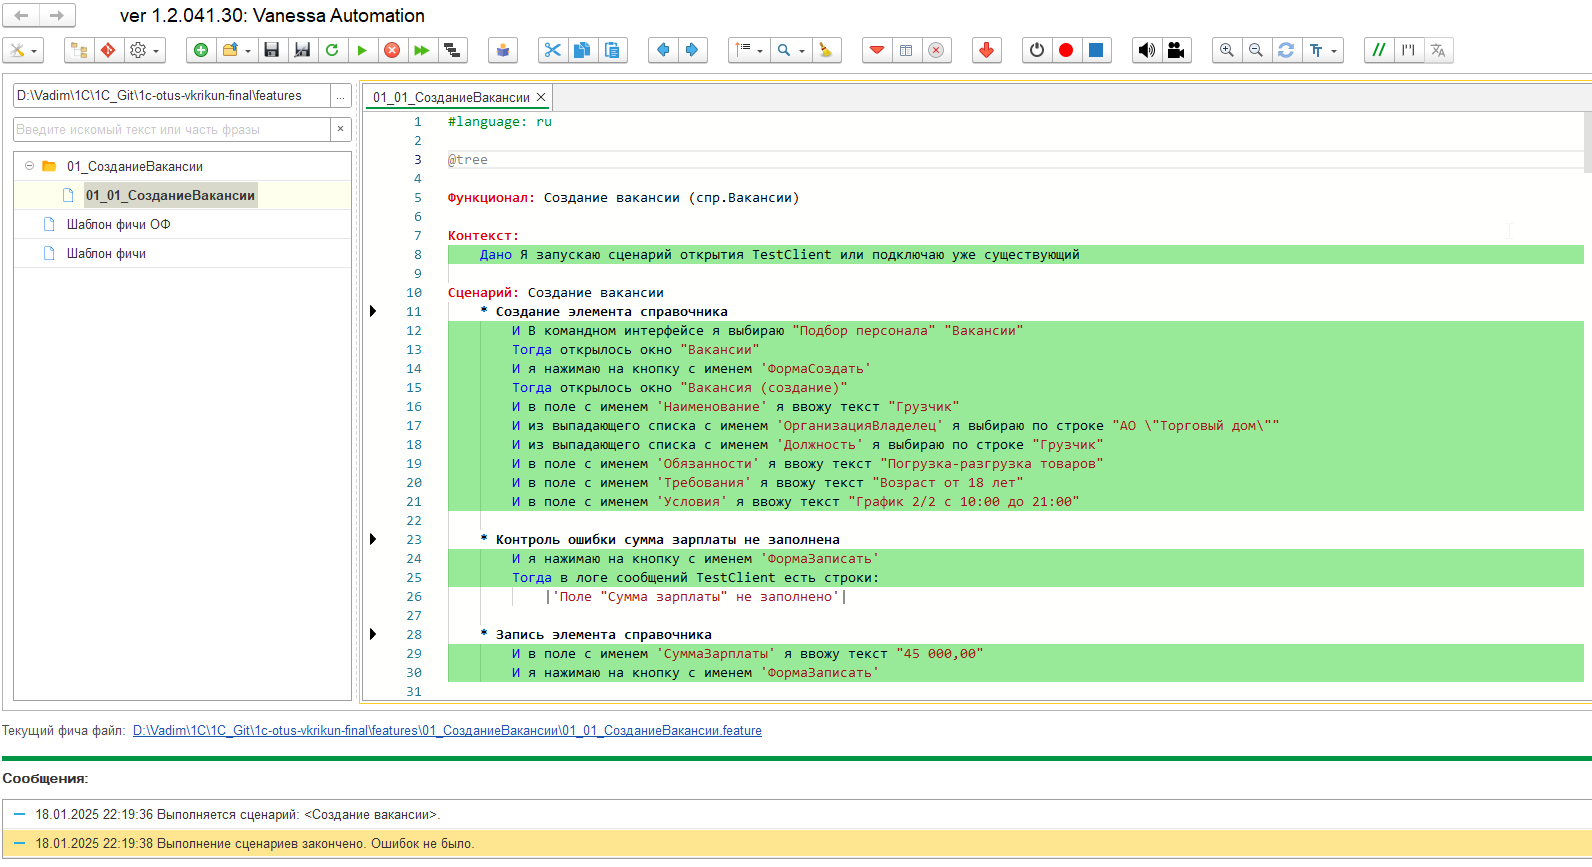 ver 1.2.041.30: Vanessa Automation
D:\Vadim\1C\1C_Git\1c-otus-vkrikun-final\features
...
Введите искомый текст или часть фразы
×
01_СозданиеВакансии
01_01_СозданиеВакансии
Шаблон фичи ОФ
Шаблон фичи
01_01_СозданиеВакансии ×
1 #language: ru
2
3 @tree
4
5 Функционал: Создание вакансии (спр.Вакансии)
6
7 Контекст:
8 Дано Я запускаю сценарий открытия TestClient или подключаю уже существующий
9
10 Сценарий: Создание вакансии
11 * Создание элемента справочника
12 И В командном интерфейсе я выбираю "Подбор персонала" "Вакансии"
13 Тогда открылось окно "Вакансии"
14 И я нажимаю на кнопку с именем 'ФормаСоздать'
15 Тогда открылось окно "Вакансия (создание)"
16 И в поле с именем 'Наименование' я ввожу текст "Грузчик"
17 И из выпадающего списка с именем 'ОрганизацияВладелец' я выбираю по строке "АО \"Торговый дом\""
18 И из выпадающего списка с именем 'Должность' я выбираю по строке "Грузчик"
19 И в поле с именем 'Обязанности' я ввожу текст "Погрузка-разгрузка товаров"
20 И в поле с именем 'Требования' я ввожу текст "Возраст от 18 лет"
21 И в поле с именем 'Условия' я ввожу текст "График 2/2 с 10:00 до 21:00"
22
23 * Контроль ошибки сумма зарплаты не заполнена
24 И я нажимаю на кнопку с именем 'ФормаЗаписать'
25 Тогда в логе сообщений TestClient есть строки:
26 |'Поле "Сумма зарплаты" не заполнено'|
27
28 * Запись элемента справочника
29 И в поле с именем 'СуммаЗарплаты' я ввожу текст "45 000,00"
30 И я нажимаю на кнопку с именем 'ФормаЗаписать'
31
Текущий фича файл: D:\Vadim\1C\1C_Git\1c-otus-vkrikun-final\features\01_СозданиеВакансии\01_01_СозданиеВакансии.feature
Сообщения:
18.01.2025 22:19:36 Выполняется сценарий: <Создание вакансии>.
18.01.2025 22:19:38 Выполнение сценариев закончено. Ошибок не было.